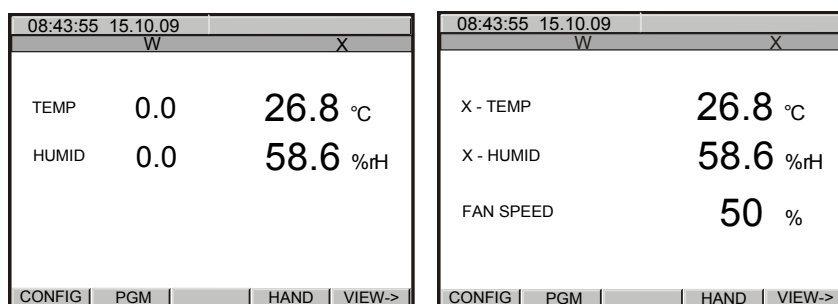 08:43:55 15.10.09
W X
TEMP 0.0 26.8 °C
HUMID 0.0 58.6 %rH
CONFIG PGM HAND VIEW->
08:43:55 15.10.09
W X
X - TEMP 26.8 °C
X - HUMID 58.6 %rH
FAN SPEED 50 %
CONFIG PGM HAND VIEW->